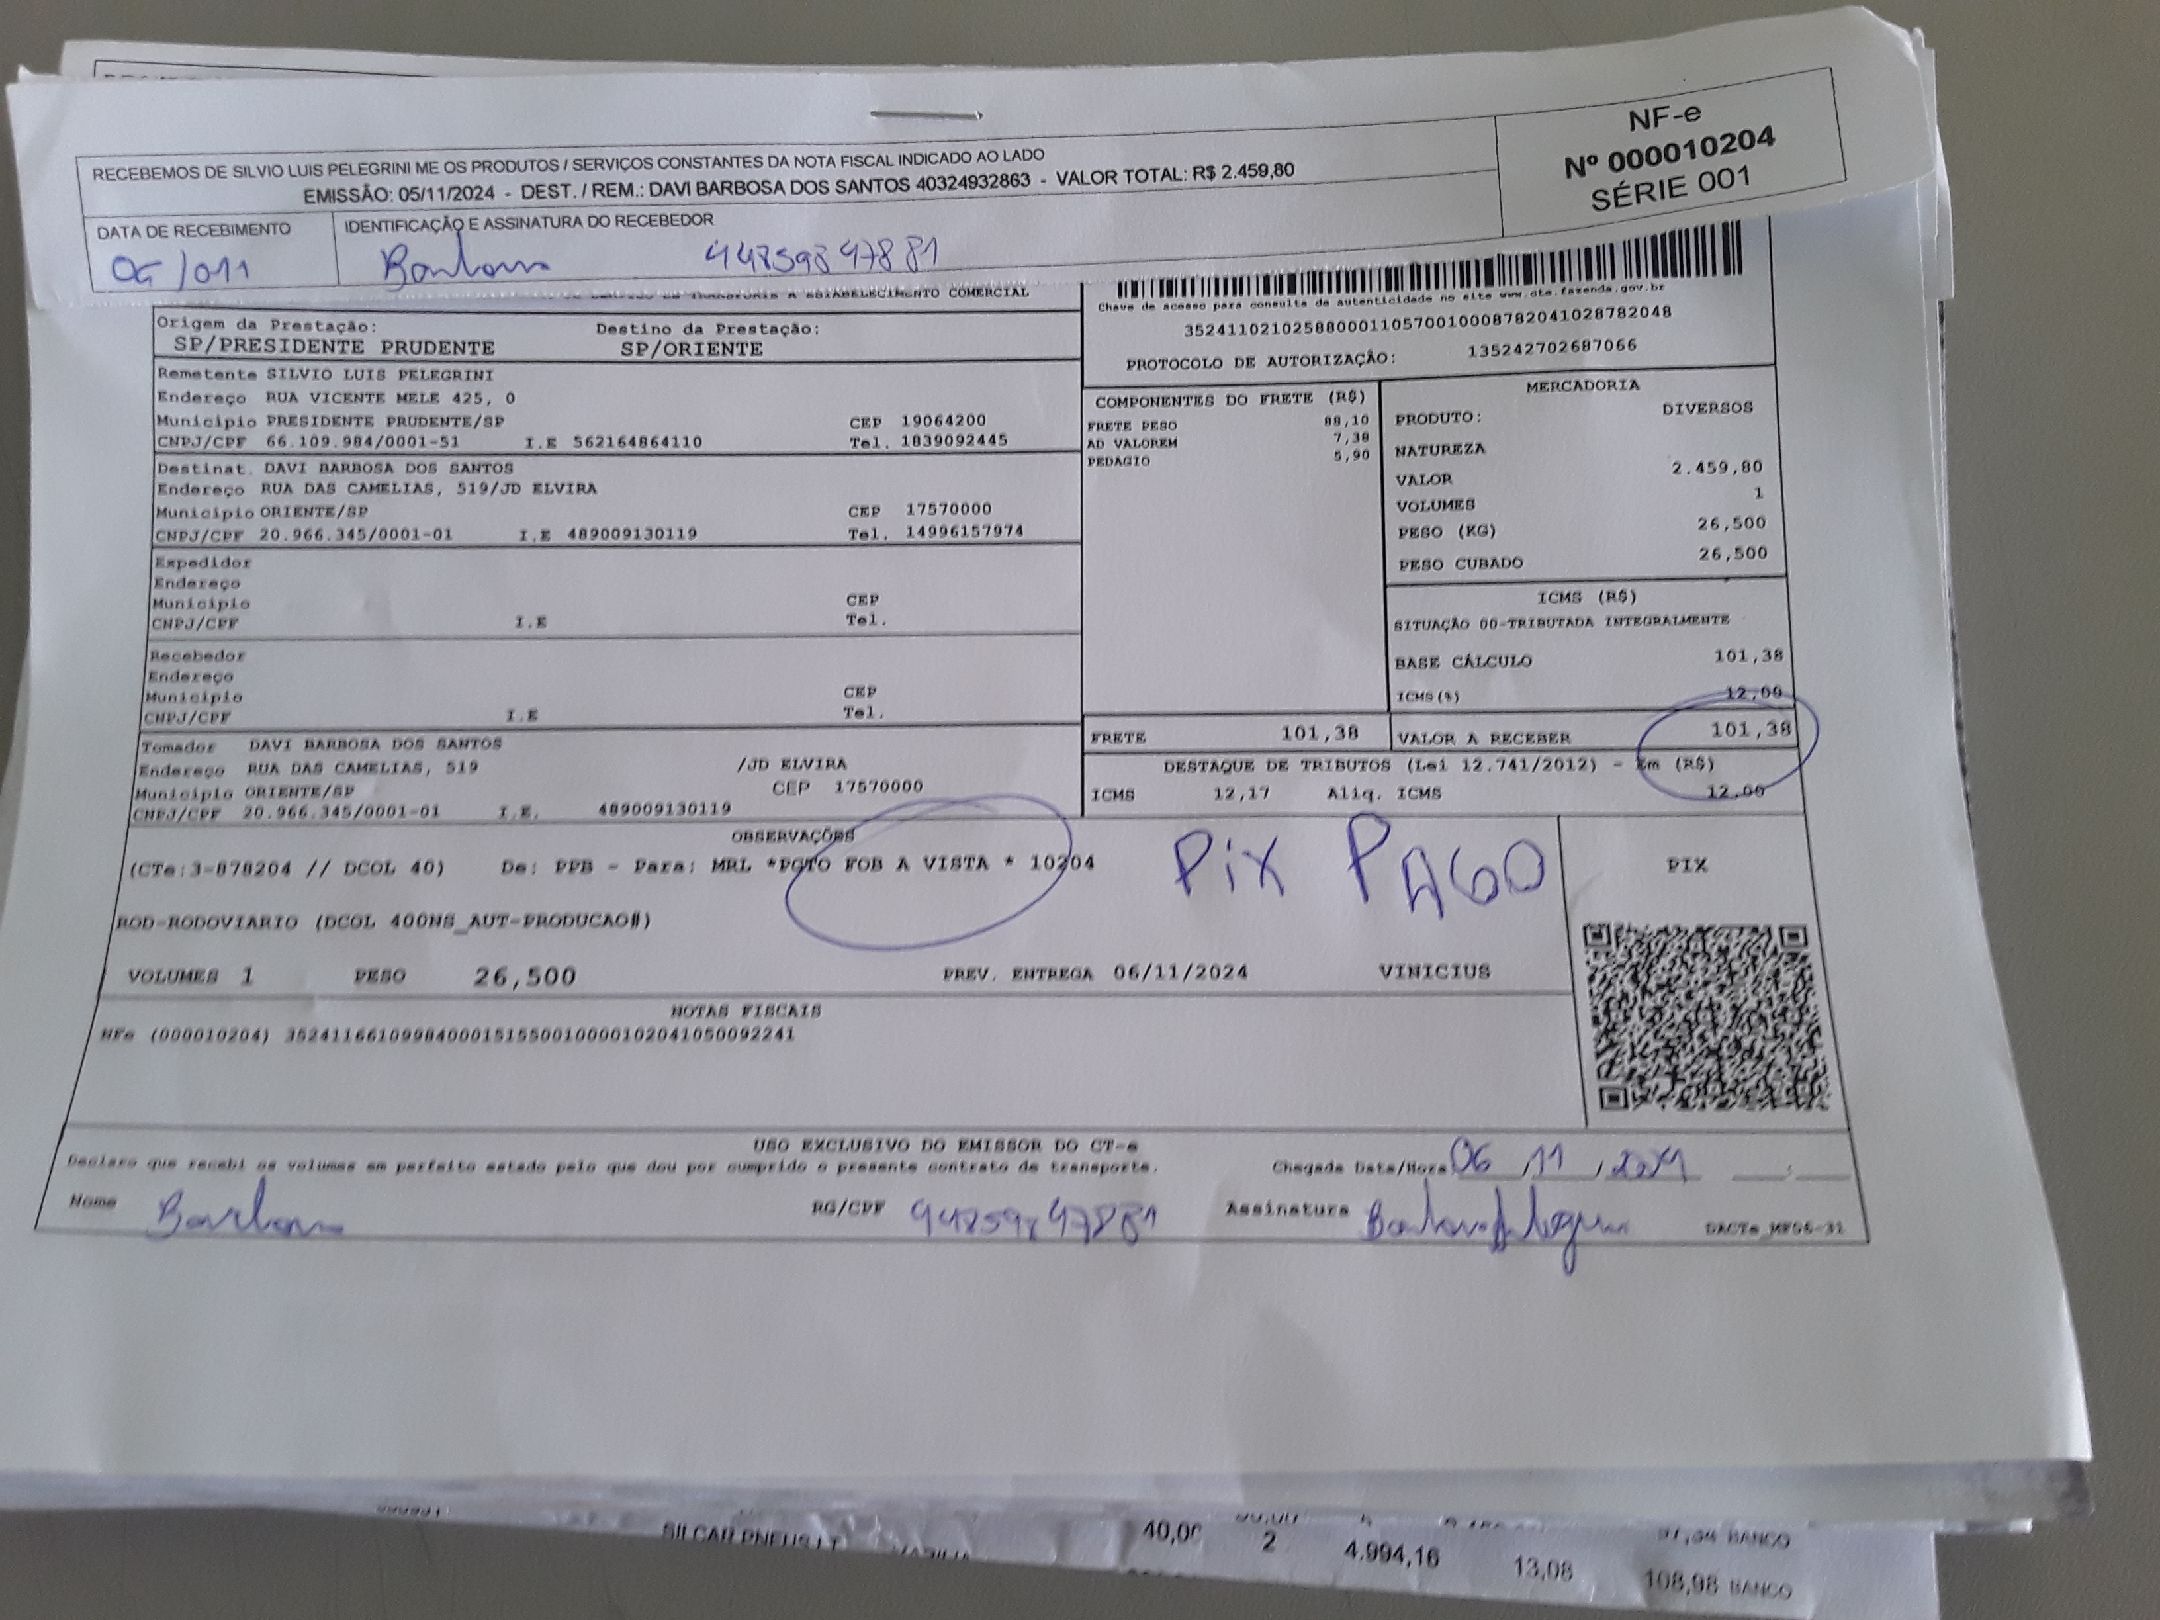 RECEBEMOS DE SILVIO LUIS PELEGRINI ME OS PRODUTOS / SERVIÇOS CONSTANTES DA NOTA FISCAL INDICADO AO LADO
EMISSÃO: 05/11/2024 - DEST. / REM.: DAVI BARBOSA DOS SANTOS 40324932863 - VALOR TOTAL: R$ 2.459,80
NF-e
Nº 000010204
SÉRIE 001
DATA DE RECEBIMENTO
06/011
IDENTIFICAÇÃO E ASSINATURA DO RECEBEDOR
44859847881
ESTABELECIMENTO COMERCIAL
Chave de acesso para consulta de autenticidade no site www.cte.fazenda.gov.br
35241102102588000110570010008782041028782048
PROTOCOLO DE AUTORIZAÇÃO: 135242702687066
Origem da Prestação: Destino da Prestação:
SP/PRESIDENTE PRUDENTE SP/ORIENTE
Remetente SILVIO LUIS PELEGRINI
Endereço RUA VICENTE MELE 425, 0
Municipio PRESIDENTE PRUDENTE/SP CEP 19064200
CNPJ/CPF 66.109.984/0001-51 I.E 562164864110 Tel. 1839092445
Destinat. DAVI BARBOSA DOS SANTOS
Endereço RUA DAS CAMELIAS, 519/JD ELVIRA
Municipio ORIENTE/SP CEP 17570000
CNPJ/CPF 20.966.345/0001-01 I.E 489009130119 Tel. 14996157974
Expedidor
Endereço
Municipio CEP
CNPJ/CPF I.E Tel.
Recebedor
Endereço
Municipio CEP
CNPJ/CPF I.E Tel.
Tomador DAVI BARBOSA DOS SANTOS
Endereço RUA DAS CAMELIAS, 519 /JD ELVIRA
Municipio ORIENTE/SP CEP 17570000
CNPJ/CPF 20.966.345/0001-01 I.E. 489009130119
COMPONENTES DO FRETE (R$)
FRETE PESO 88,10
AD VALOREM 7,38
PEDAGIO 5,90
MERCADORIA
PRODUTO: DIVERSOS
NATUREZA
VALOR 2.459,80
VOLUMES 1
PESO (KG) 26,500
PESO CUBADO 26,500
ICMS (R$)
SITUAÇÃO 00-TRIBUTADA INTEGRALMENTE
BASE CÁLCULO 101,38
ICMS(%) 12,00
FRETE 101,38 VALOR A RECEBER 101,38
DESTAQUE DE TRIBUTOS (Lei 12.741/2012) - Em (R$)
ICMS 12,17 Aliq. ICMS 12,00
OBSERVAÇÕES
(CTe:3-878204 // DCOL 40) De: PPB - Para: MRL *PGTO FOB A VISTA * 10204
PIX PAGO
PIX
ROD-RODOVIARIO (DCOL 400NS_AUT-PRODUCAO#)
VOLUMES 1 PESO 26,500 PREV. ENTREGA 06/11/2024 VINICIUS
NOTAS FISCAIS
NFe (000010204) 35241166109984000151550010000102041050092241
USO EXCLUSIVO DO EMISSOR DO CT-e
Declaro que recebi os volumes em perfeito estado pelo que dou por cumprido o presente contrato de transporte.
Chegada Data/Hora 06 /11 /2024 :
Nome
RG/CPF 44859847881
Assinatura
DACTe_MFS6-32
40,00 2 4.994,16 13,08 108,98 BANCO
BANCO